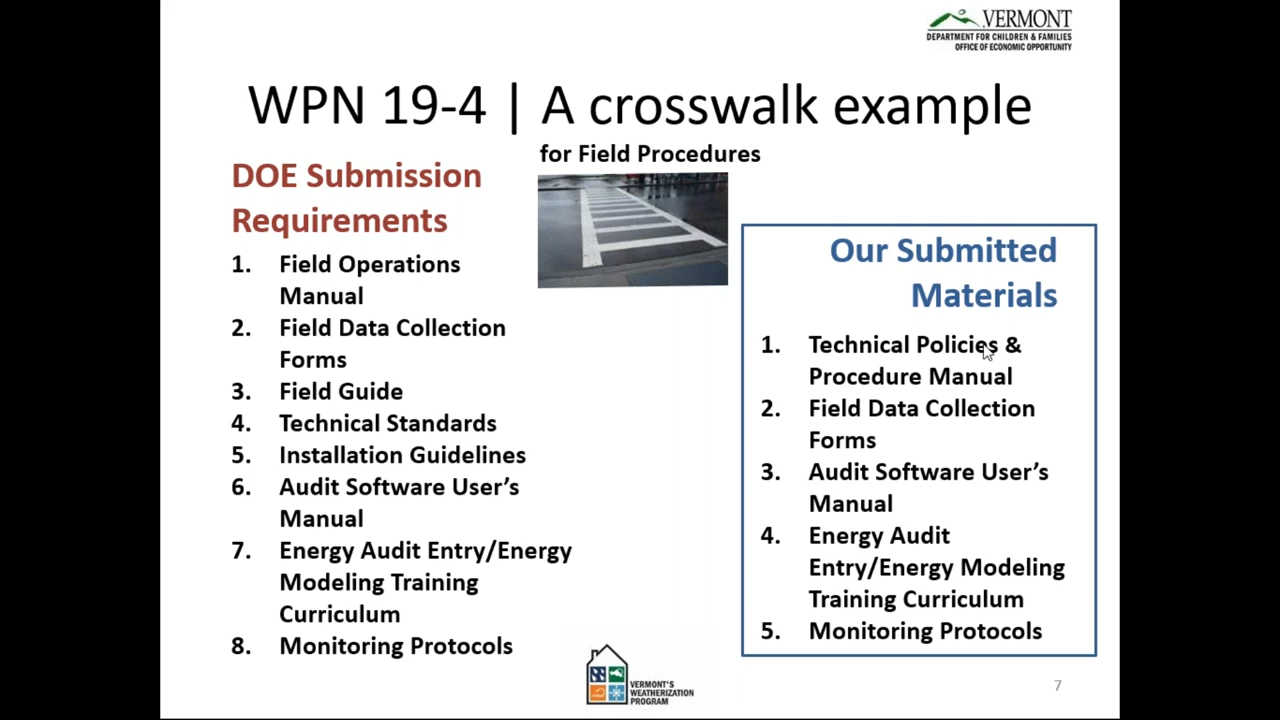 VERMONT
DEPARTMENT FOR CHILDREN & FAMILIES
OFFICE OF ECONOMIC OPPORTUNITY
WPN 19-4 | A crosswalk example
for Field Procedures
DOE Submission
Requirements
1. Field Operations
Manual
2. Field Data Collection
Forms
3. Field Guide
4. Technical Standards
5. Installation Guidelines
6. Audit Software User’s
Manual
7. Energy Audit Entry/Energy
Modeling Training
Curriculum
8. Monitoring Protocols
Our Submitted
Materials
1. Technical Policies &
Procedure Manual
2. Field Data Collection
Forms
3. Audit Software User’s
Manual
4. Energy Audit
Entry/Energy Modeling
Training Curriculum
5. Monitoring Protocols
VERMONT'S
WEATHERIZATION
PROGRAM
7